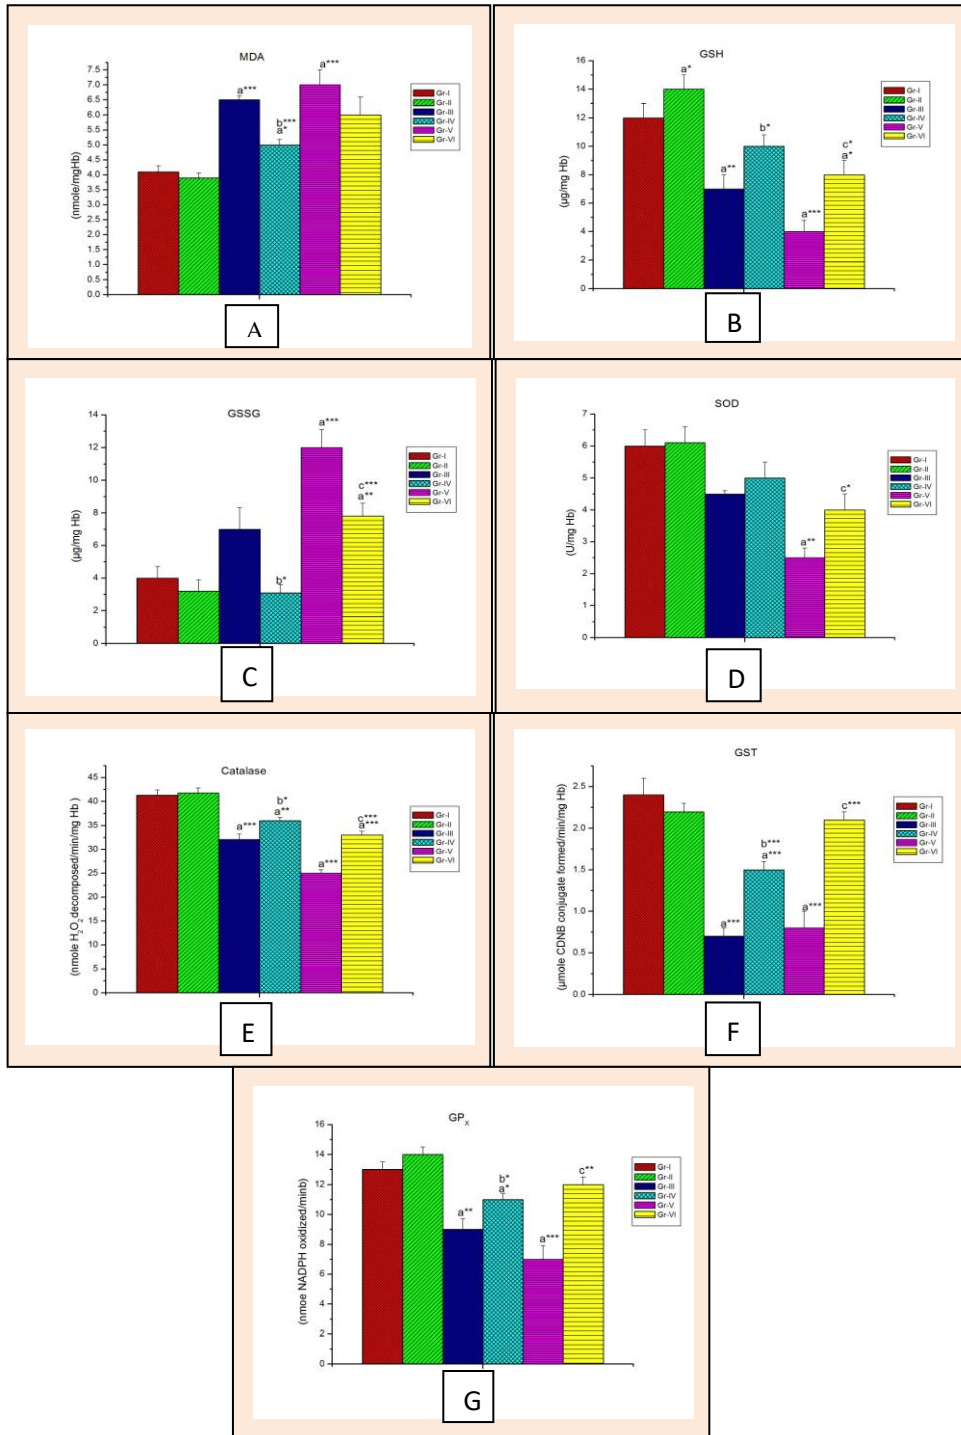 MDA
7.5
7.0
6.5
6.0
5.5
5.0
4.5
4.0
3.5
3.0
2.5
2.0
1.5
1.0
0.5
0.0
(nmole/mgHb)
a***
b***
a*
a***
Gr-I
Gr-II
Gr-III
Gr-IV
Gr-V
Gr-VI
A
GSH
16
14
12
10
8
6
4
2
0
(µg/mg Hb)
a*
a**
b*
a***
c*
a*
Gr-I
Gr-II
Gr-III
Gr-IV
Gr-V
Gr-VI
B
GSSG
14
12
10
8
6
4
2
0
(µg/mg Hb)
b*
a***
c***
a**
Gr-I
Gr-II
Gr-III
Gr-IV
Gr-V
Gr-VI
C
SOD
7
6
5
4
3
2
1
0
(U/mg Hb)
a**
c*
Gr-I
Gr-II
Gr-III
Gr-IV
Gr-V
Gr-VI
D
Catalase
45
40
35
30
25
20
15
10
5
0
(nmole H₂O₂ decomposed/min/mg Hb )
a***
b*
a**
a***
c***
a***
Gr-I
Gr-II
Gr-III
Gr-IV
Gr-V
Gr-VI
E
GST
2.5
2.0
1.5
1.0
0.5
0.0
(µmole CDNB conjugate formed/min/mg Hb)
a***
b***
a***
a***
c***
Gr-I
Gr-II
Gr-III
Gr-IV
Gr-V
Gr-VI
F
GPₓ
16
14
12
10
8
6
4
2
0
(nmoe NADPH oxidized/minb)
a**
b*
a*
a***
c**
Gr-I
Gr-II
Gr-III
Gr-IV
Gr-V
Gr-VI
G